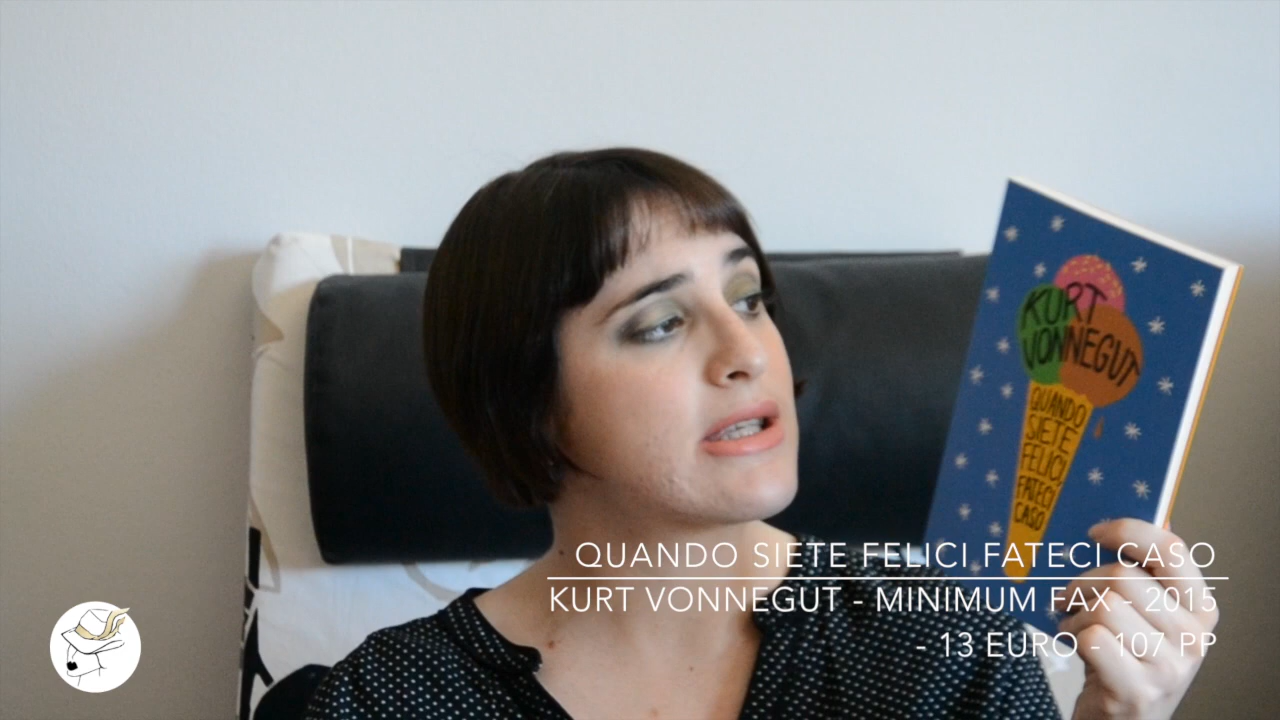 KURT
VONNEGUT
QUANDO
SIETE
FELICI,
FATECI
CASO
QUANDO SIETE FELICI FATECI CASO
KURT VONNEGUT - MINIMUM FAX - 2015
- 13 EURO - 107 PP